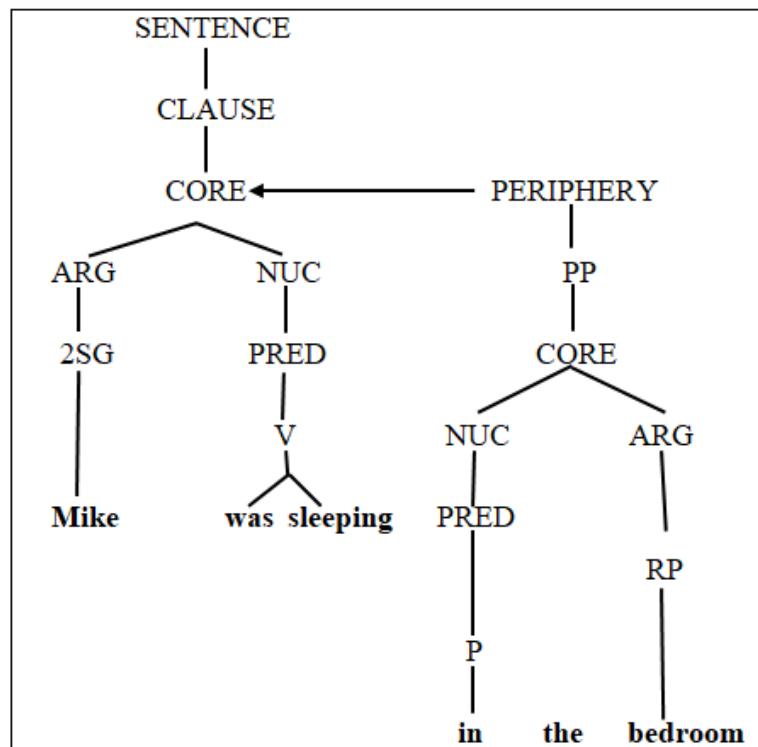 SENTENCE
CLAUSE
CORE PERIPHERY
ARG NUC PP
2SG PRED CORE
V NUC ARG
Mike was sleeping PRED
RP
P
in the bedroom